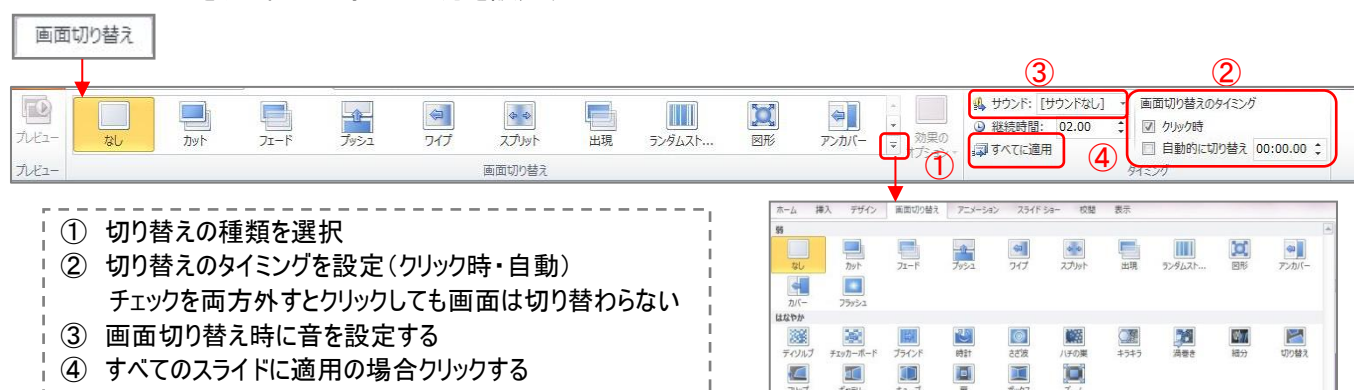 画面切り替え
③
②
プレビュー
なし
カット
フェード
プッシュ
ワイプ
スプリット
出現
ランダムスト...
図形
アンカバー
効果の
オプション
サウンド: [サウンドなし]
継続時間: 02.00
すべてに適用
画面切り替えのタイミング
クリック時
自動的に切り替え 00:00.00
①
④
プレビュー
画面切り替え
タイミング
① 切り替えの種類を選択
② 切り替えのタイミングを設定(クリック時・自動)
チェックを両方外すとクリックしても画面は切り替わらない
③ 画面切り替え時に音を設定する
④ すべてのスライドに適用の場合クリックする
ホーム 挿入 デザイン 画面切り替え アニメーション スライド ショー 校閲 表示
弱
なし カット フェード プッシュ ワイプ スプリット 出現 ランダムスト... 図形 アンカバー
カバー フラッシュ
はなやか
ディゾルブ チェッカーボード ブラインド 時計 さざ波 ハチの巣 キラキラ 渦巻き 細分 切り替え